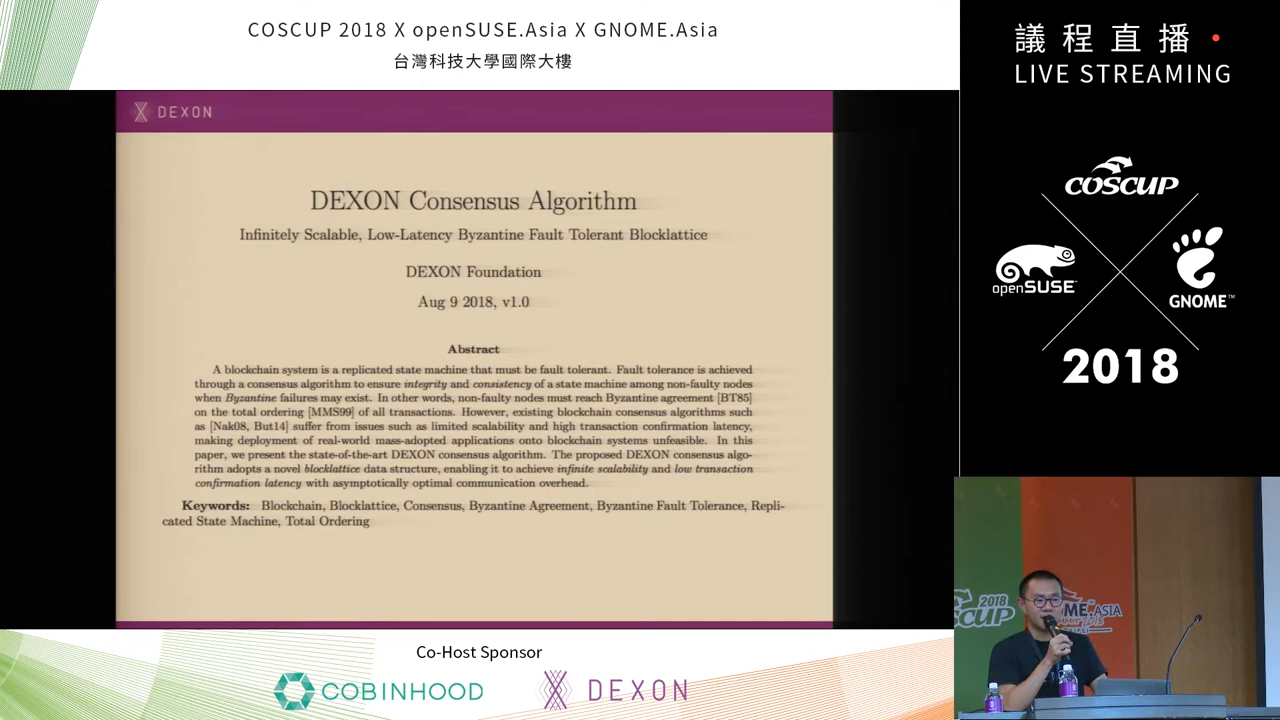 COSCUP 2018 X openSUSE.Asia X GNOME.Asia
台灣科技大學國際大樓
DEXON
DEXON Consensus Algorithm
Infinitely Scalable, Low-Latency Byzantine Fault Tolerant Blocklattice
DEXON Foundation
Aug 9 2018, v1.0
Abstract
A blockchain system is a replicated state machine that must be fault tolerant. Fault tolerance is achieved
through a consensus algorithm to ensure integrity and consistency of a state machine among non-faulty nodes
when Byzantine failures may exist. In other words, non-faulty nodes must reach Byzantine agreement [BT85]
on the total ordering [MMS99] of all transactions. However, existing blockchain consensus algorithms such
as [Nak08, But14] suffer from issues such as limited scalability and high transaction confirmation latency,
making deployment of real-world mass-adopted applications onto blockchain systems unfeasible. In this
paper, we present the state-of-the-art DEXON consensus algorithm. The proposed DEXON consensus algo-
rithm adopts a novel blocklattice data structure, enabling it to achieve infinite scalability and low transaction
confirmation latency with asymptotically optimal communication overhead.
Keywords: Blockchain, Blocklattice, Consensus, Byzantine Agreement, Byzantine Fault Tolerance, Repli-
cated State Machine, Total Ordering
Co-Host Sponsor
COBINHOOD
DEXON
議程直播
LIVE STREAMING
COSCUP
openSUSE
GNOME™
2018
2018
COSCUP
ME.ASIA
2018